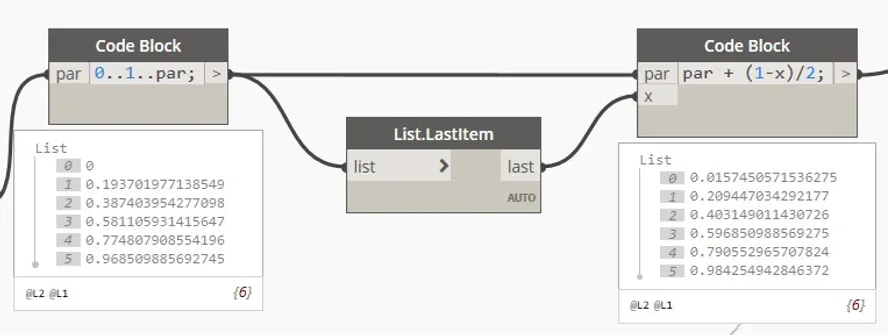 Code Block
par 0..1..par; >
List
0 0
1 0.193701977138549
2 0.387403954277098
3 0.581105931415647
4 0.774807908554196
5 0.968509885692745
@L2 @L1 {6}
List.LastItem
list > last
AUTO
Code Block
par par + (1-x)/2; >
x
List
0 0.0157450571536275
1 0.209447034292177
2 0.403149011430726
3 0.596850988569275
4 0.790552965707824
5 0.984254942846372
@L2 @L1 {6}